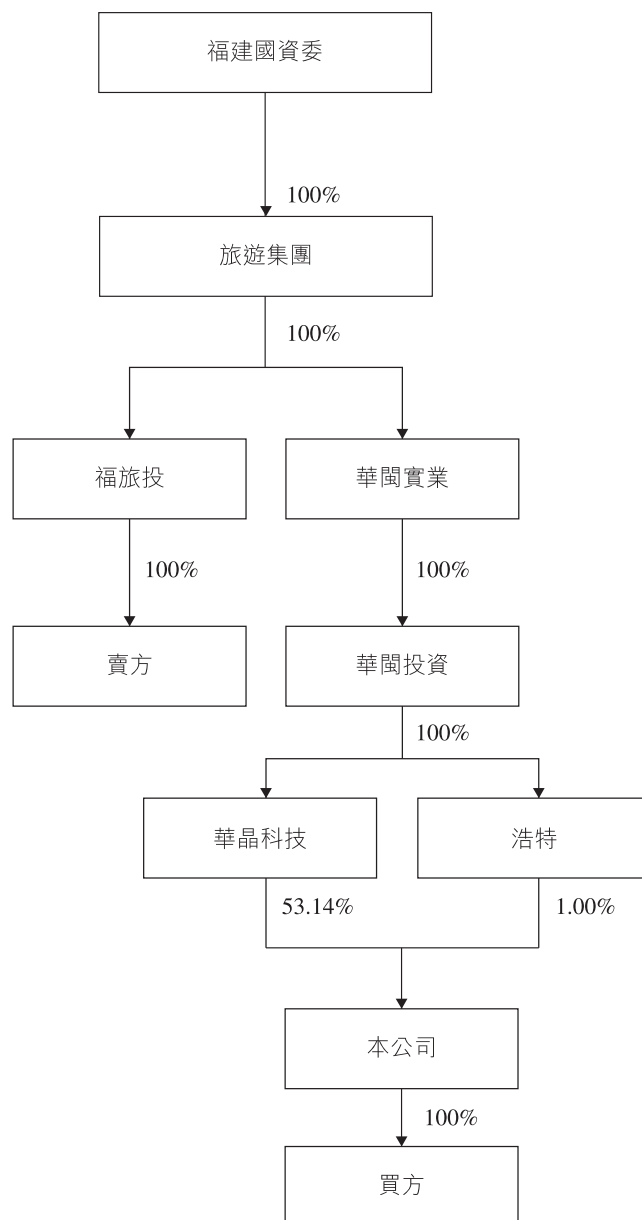 福建國資委
100%
旅遊集團
100%
福旅投
華閩實業
100%
100%
賣方
華閩投資
100%
華晶科技
浩特
53.14%
1.00%
本公司
100%
買方